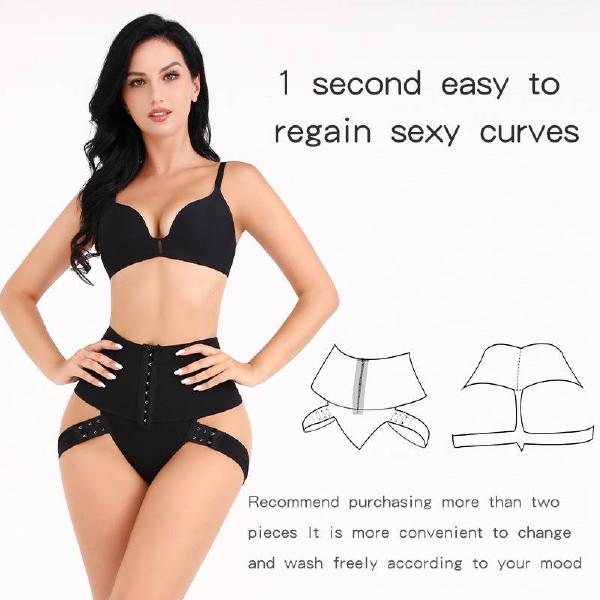 1 second easy to
regain sexy curves
Recommend purchasing more than two
pieces It is more convenient to change
and wash freely according to your mood